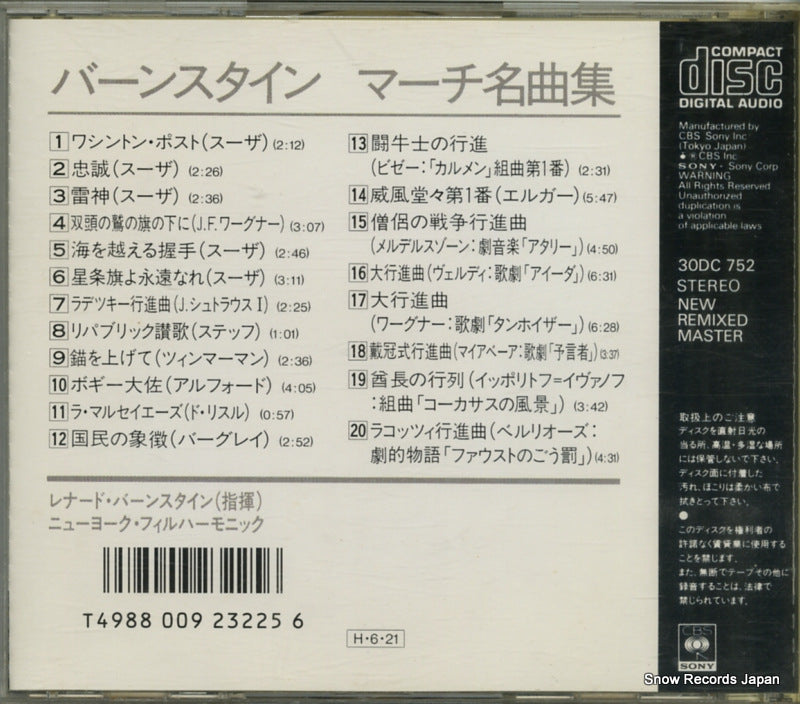 バーンスタイン マーチ名曲集
1 ワシントン・ポスト(スーザ) (2:12)
2 忠誠(スーザ) (2:26)
3 雷神(スーザ) (2:36)
4 双頭の鷲の旗の下に(J.F.ワーグナー) (3:07)
5 海を越える握手(スーザ) (2:46)
6 星条旗よ永遠なれ(スーザ) (3:11)
7 ラデツキー行進曲(J.シュトラウスⅠ) (2:25)
8 リパブリック讃歌(ステッフ) (1:01)
9 錨を上げて(ツィンマーマン) (2:36)
10 ボギー大佐(アルフォード) (4:05)
11 ラ・マルセイエーズ(ド・リスル) (0:57)
12 国民の象徴(バーグレイ) (2:52)
13 闘牛士の行進
(ビゼー:「カルメン」組曲第1番) (2:31)
14 威風堂々第1番(エルガー) (5:47)
15 僧侶の戦争行進曲
(メルデルスゾーン:劇音楽「アタリー」) (4:50)
16 大行進曲(ヴェルディ:歌劇「アイーダ」) (6:31)
17 大行進曲
(ワーグナー:歌劇「タンホイザー」) (6:28)
18 戴冠式行進曲(マイアベーア:歌劇「予言者」) (3:37)
19 酋長の行列(イッポリトフ=イヴァノフ
:組曲「コーカサスの風景」) (3:42)
20 ラコッツィ行進曲(ベルリオーズ:
劇的物語「ファウストのごう罰」) (4:31)
レナード・バーンスタイン(指揮)
ニューヨーク・フィルハーモニック
T4988 009 23225 6
H・6・21
COMPACT
disc
DIGITAL AUDIO
Manufactured by
CBS Sony Inc
(Tokyo Japan)
CBS Inc
SONY・Sony Corp
WARNING
All Rights Reserved
Unauthorized
duplication is
a violation
of applicable laws
30DC 752
STEREO
NEW
REMIXED
MASTER
取扱上のご注意
ディスクを直射日光の
当る所、高温・多湿な場所
には保管しないで下さい。
ディスク面に付着した
汚れ、ほこりは柔かい布で
拭きとって下さい。
このディスクを権利者の
許諾なく賃貸業に使用する
ことを禁じます。
また、無断でテープその他に
録音することは、法律で
禁じられています。
CBS
SONY
Snow Records Japan